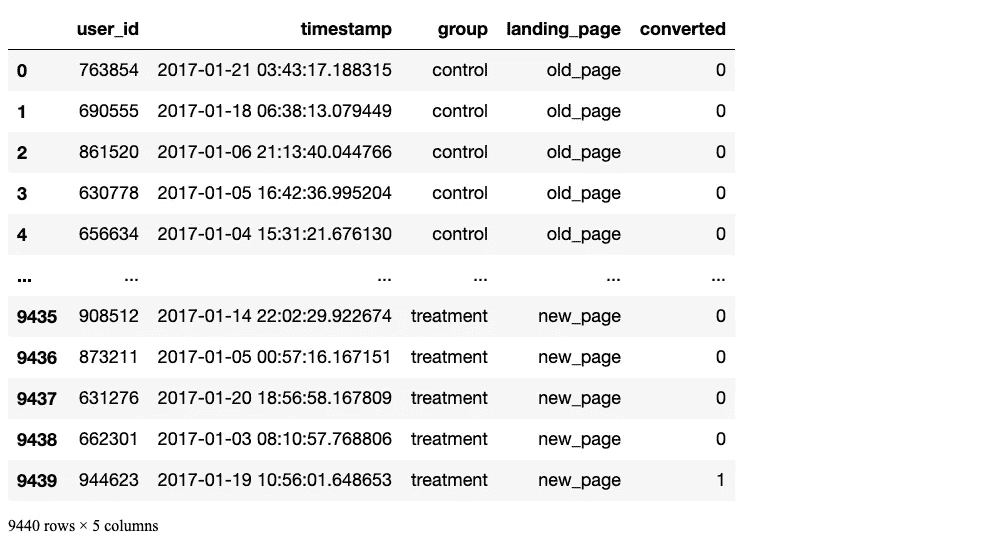 user_id timestamp group landing_page converted
0 763854 2017-01-21 03:43:17.188315 control old_page 0
1 690555 2017-01-18 06:38:13.079449 control old_page 0
2 861520 2017-01-06 21:13:40.044766 control old_page 0
3 630778 2017-01-05 16:42:36.995204 control old_page 0
4 656634 2017-01-04 15:31:21.676130 control old_page 0
... ... ... ... ... ...
9435 908512 2017-01-14 22:02:29.922674 treatment new_page 0
9436 873211 2017-01-05 00:57:16.167151 treatment new_page 0
9437 631276 2017-01-20 18:56:58.167809 treatment new_page 0
9438 662301 2017-01-03 08:10:57.768806 treatment new_page 0
9439 944623 2017-01-19 10:56:01.648653 treatment new_page 1
9440 rows × 5 columns